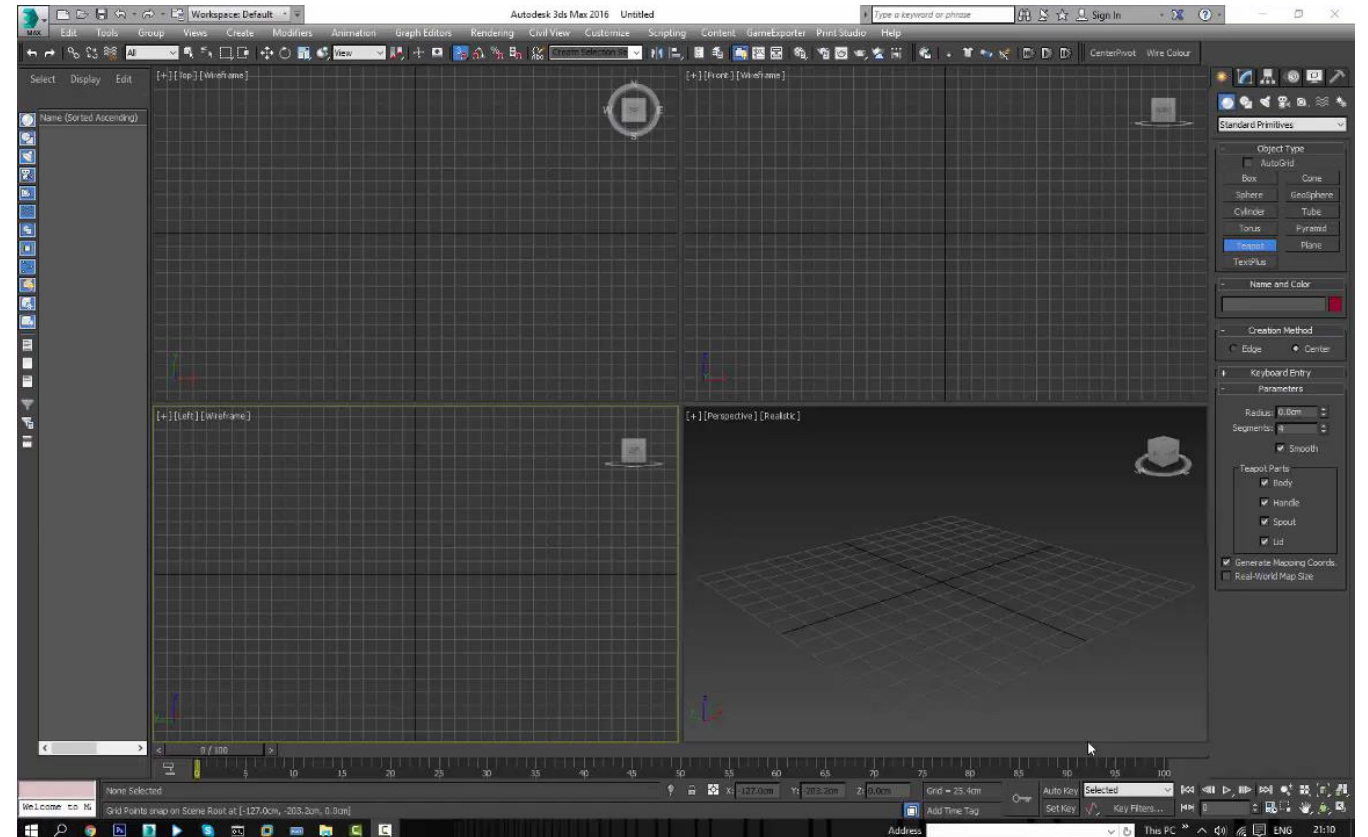 Workspace: Default
Autodesk 3ds Max 2016 Untitled
Type a keyword or phrase
Sign In
MAX
Edit Tools Group Views Create Modifiers Animation Graph Editors Rendering Civil View Customize Scripting Content GameExporter Print Studio Help
All
View
Create Selection Se
CenterPivot Wire Colour
Select Display Edit
Name (Sorted Ascending)
[+] [Top] [Wireframe]
[+] [Front] [Wireframe]
[+] [Left] [Wireframe]
[+] [Perspective] [Realistic]
Standard Primitives
Object Type
AutoGrid
Box Cone
Sphere GeoSphere
Cylinder Tube
Torus Pyramid
Teapot Plane
TextPlus
Name and Color
Creation Method
Edge Center
+ Keyboard Entry
Parameters
Radius: 0.0cm
Segments: 4
Smooth
Teapot Parts
Body
Handle
Spout
Lid
Generate Mapping Coords.
Real-World Map Size
0 / 100
5 10 15 20 25 30 35 40 45 50 55 60 65 70 75 80 85 90 95 100
None Selected
X: -127.0cm Y: -203.2cm Z: 0.0cm
Grid = 25.4cm
Auto Key Selected
Welcome to M
Grid Points snap on Scene Root at [-127.0cm, -203.2cm, 0.0cm]
Add Time Tag
Set Key Key Filters...
0
Address
This PC
ENG 21:10